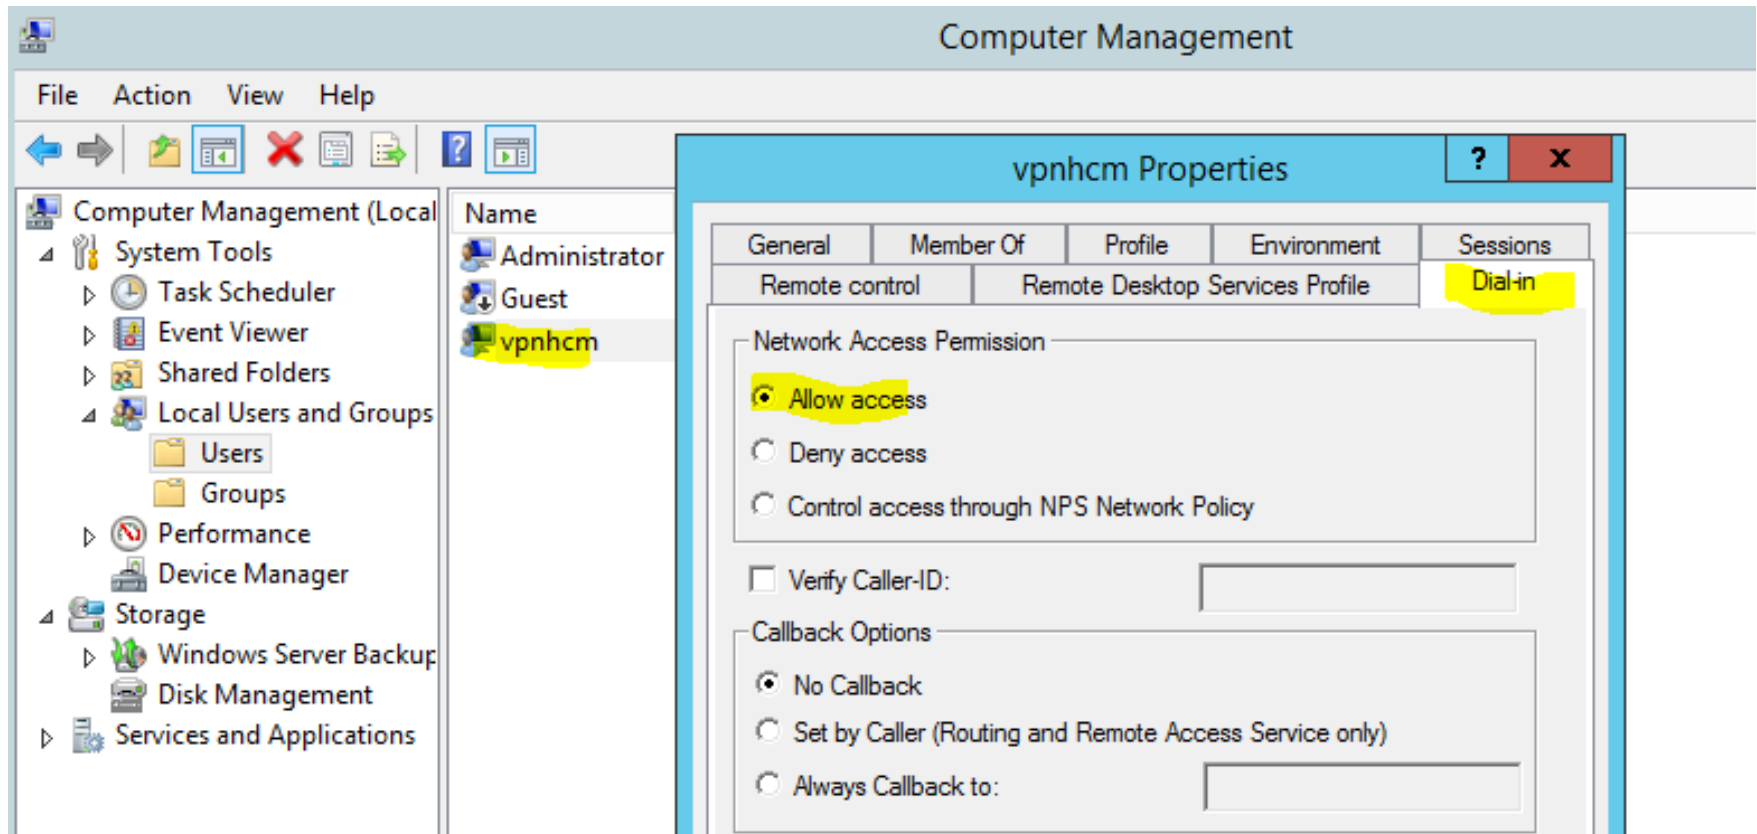 Computer Management
File Action View Help
Computer Management (Local
System Tools
Task Scheduler
Event Viewer
Shared Folders
Local Users and Groups
Users
Groups
Performance
Device Manager
Storage
Windows Server Backup
Disk Management
Services and Applications
Name
Administrator
Guest
vpnhcm
vpnhcm Properties
? x
General Member Of Profile Environment Sessions
Remote control Remote Desktop Services Profile Dial-in
Network Access Permission
Allow access
Deny access
Control access through NPS Network Policy
Verify Caller-ID:
Callback Options
No Callback
Set by Caller (Routing and Remote Access Service only)
Always Callback to: